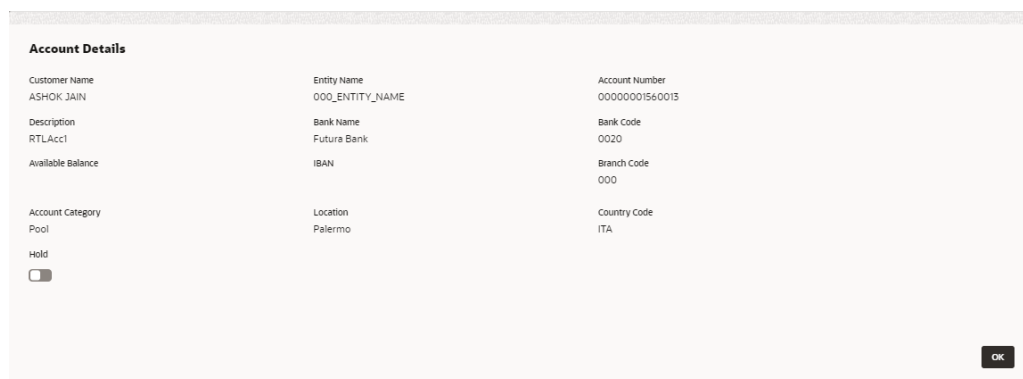 Account Details
Customer Name Entity Name Account Number
ASHOK JAIN 000_ENTITY_NAME 00000001560013
Description Bank Name Bank Code
RTLAcc1 Futura Bank 0020
Available Balance IBAN Branch Code
000
Account Category Location Country Code
Pool Palermo ITA
Hold
OK